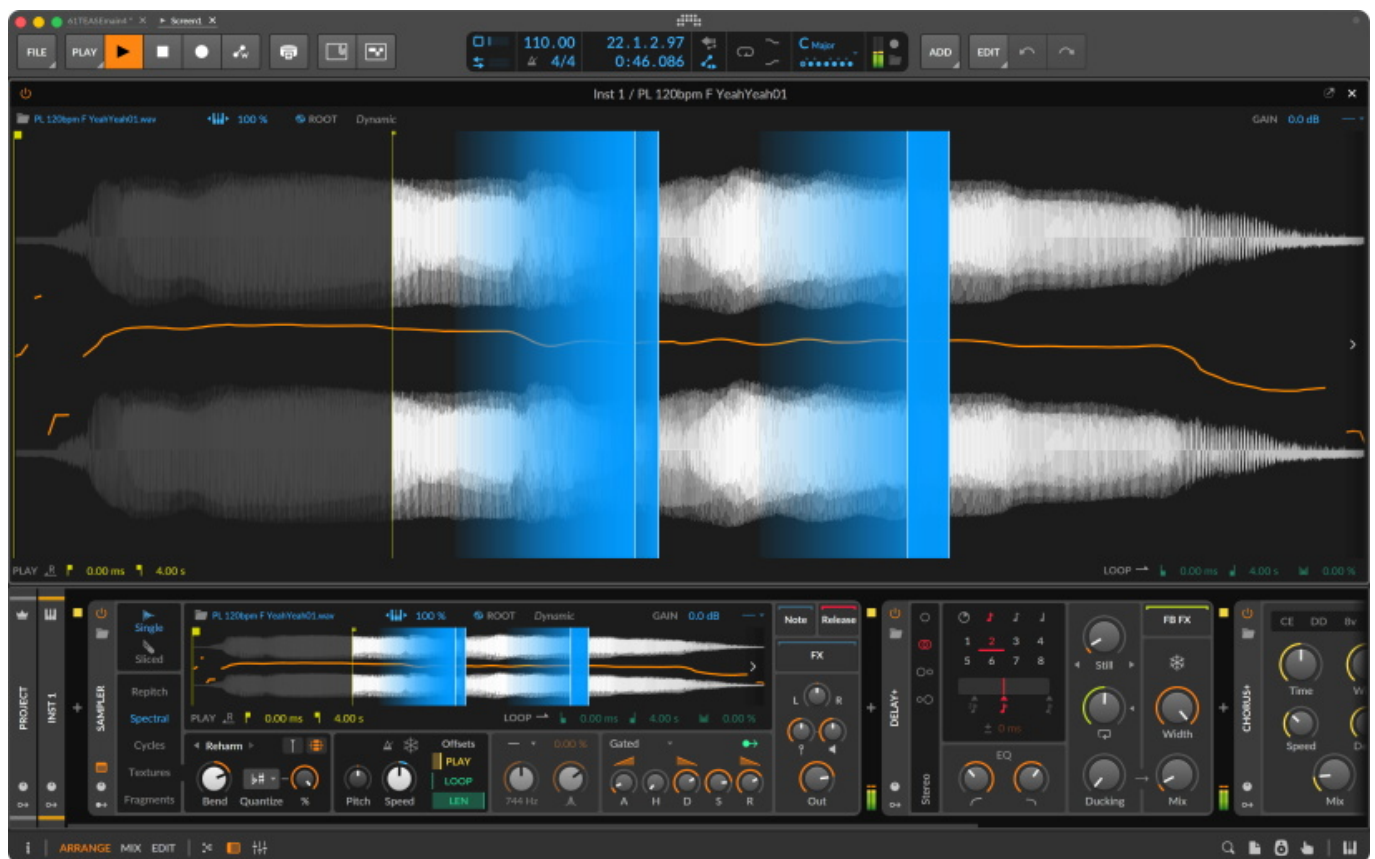 61TEASErwint* × ▸ Screen1 ×
FILE PLAY 110.00 22.1.2.97 C Major ADD EDIT
4/4 0:46.086
Inst 1 / PL 120bpm F YeahYeah01
PL 120bpm F YeahYeah01.wav 100 % ROOT Dynamic GAIN 0.0 dB
PLAY R 0.00 ms 4.00 s LOOP 0.00 ms 4.00 s 0.00 %
PROJECT
INST 1
SAMPLER
Single
Sliced
Repitch
Spectral
Cycles
Textures
Fragments
PL 120bpm F YeahYeah01.wav 100 % ROOT Dynamic GAIN 0.0 dB
PLAY R 0.00 ms 4.00 s LOOP 0.00 ms 4.00 s 0.00 %
Reharm
Bend Quantize %
Offsets
PLAY
LOOP
LEN
Pitch Speed
0.00 %
744 Hz
Gated
A H D S R
Note Release
FX
L R
Out
DELAY+
Stereo
1 2 3 4
5 6 7 8
± 0 ms
EQ
Still
Ducking
FB FX
Width
Mix
CHORUS+
CE DD 8v
Time
Speed
Mix
ARRANGE MIX EDIT